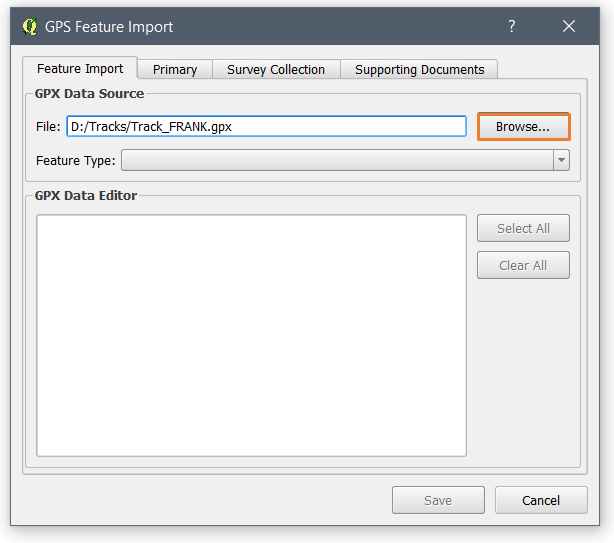 GPS Feature Import
Feature Import Primary Survey Collection Supporting Documents
GPX Data Source
File: D:/Tracks/Track_FRANK.gpx Browse...
Feature Type:
GPX Data Editor
Select All
Clear All
Save Cancel